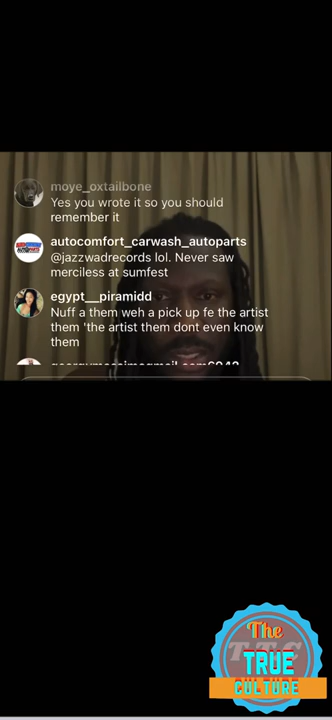 moye_oxtailbone
Yes you wrote it so you should
remember it
autocomfort_carwash_autoparts
@jazzwadrecords lol. Never saw
merciless at sumfest
egypt__piramidd
Nuff a them weh a pick up fe the artist
them 'the artist them dont even know
them
The
TTC
TRUE
CULTURE